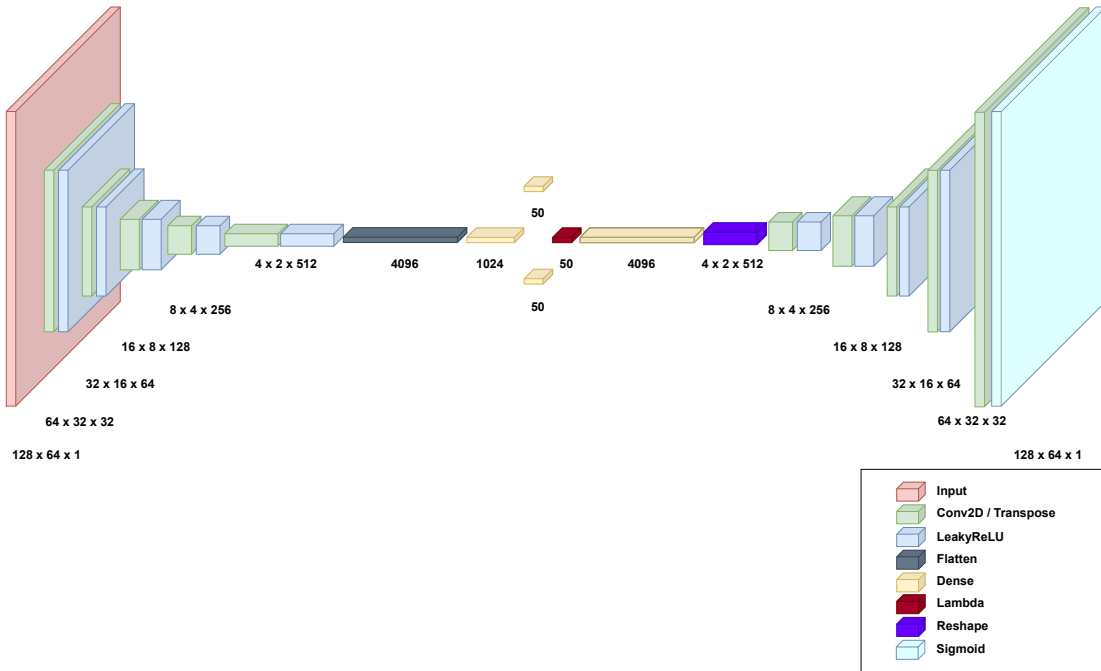 50
4 x 2 x 512
4096
1024
50
4096
4 x 2 x 512
50
8 x 4 x 256
8 x 4 x 256
16 x 8 x 128
16 x 8 x 128
32 x 16 x 64
32 x 16 x 64
64 x 32 x 32
64 x 32 x 32
128 x 64 x 1
128 x 64 x 1
Input
Conv2D / Transpose
LeakyReLU
Flatten
Dense
Lambda
Reshape
Sigmoid